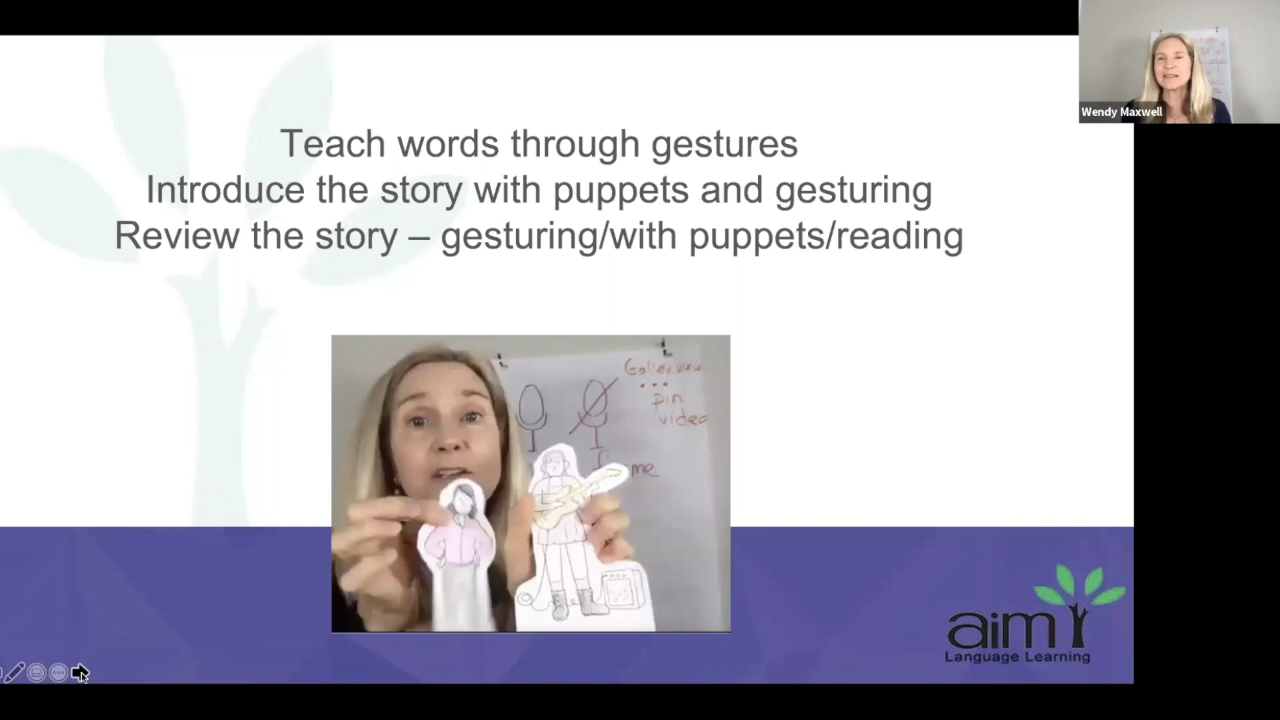 Teach words through gestures
Introduce the story with puppets and gesturing
Review the story – gesturing/with puppets/reading
Wendy Maxwell
Galley view
...
pin
video
me
aim
Language Learning